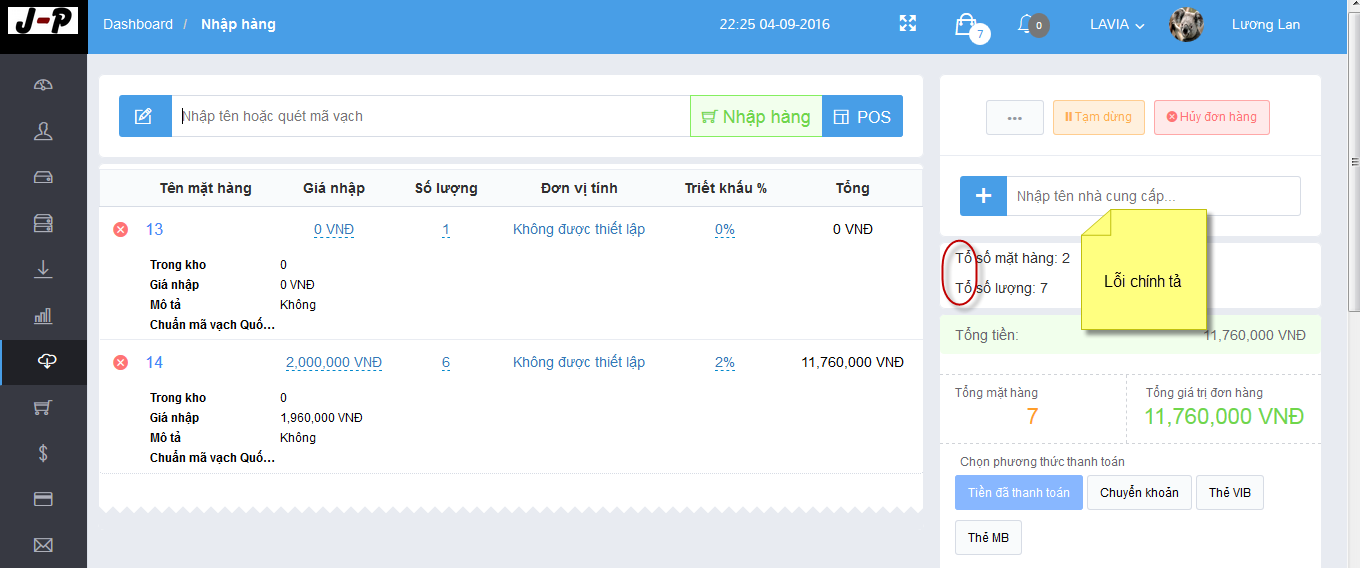 J-P
Dashboard / Nhập hàng
22:25 04-09-2016
7
0
LAVIA
Lương Lan
Nhập tên hoặc quét mã vạch
Nhập hàng
POS
Tên mặt hàng Giá nhập Số lượng Đơn vị tính Triết khấu % Tổng
13 0 VNĐ 1 Không được thiết lập 0% 0 VNĐ
Trong kho 0
Giá nhập 0 VNĐ
Mô tả Không
Chuẩn mã vạch Quố...
14 2,000,000 VNĐ 6 Không được thiết lập 2% 11,760,000 VNĐ
Trong kho 0
Giá nhập 1,960,000 VNĐ
Mô tả Không
Chuẩn mã vạch Quố...
...
Tạm dừng
Hủy đơn hàng
Nhập tên nhà cung cấp...
Tổ số mặt hàng: 2
Tổ số lượng: 7
Lỗi chính tả
Tổng tiền: 11,760,000 VNĐ
Tổng mặt hàng
7
Tổng giá trị đơn hàng
11,760,000 VNĐ
Chọn phương thức thanh toán
Tiền đã thanh toán Chuyển khoản Thẻ VIB
Thẻ MB